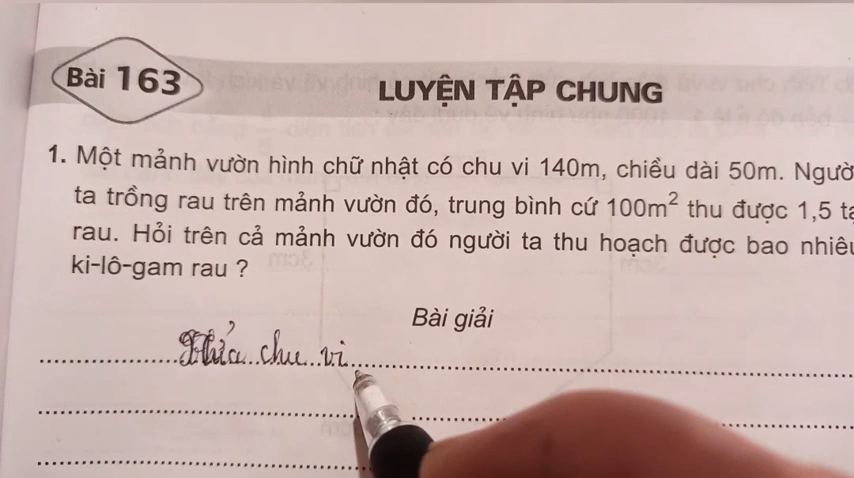 Bài 163
LUYỆN TẬP CHUNG
1. Một mảnh vườn hình chữ nhật có chu vi 140m, chiều dài 50m. Ngườ
ta trồng rau trên mảnh vườn đó, trung bình cứ 100m² thu được 1,5 tạ
rau. Hỏi trên cả mảnh vườn đó người ta thu hoạch được bao nhiêu
ki-lô-gam rau ?
Bài giải
Nửa chu vi